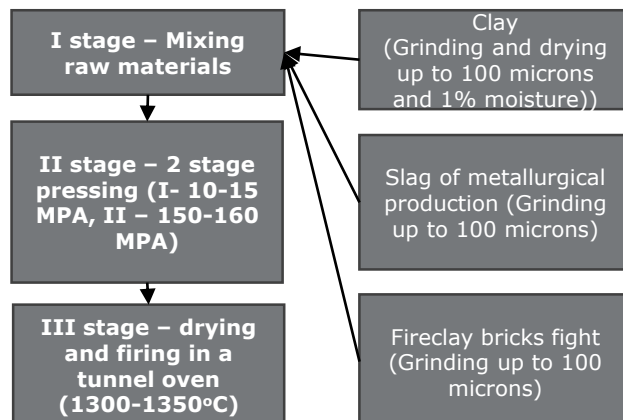 I stage – Mixing
raw materials
II stage – 2 stage
pressing (I- 10-15
MPA, II – 150-160
MPA)
III stage – drying
and firing in a
tunnel oven
(1300-1350ºC)
Clay
(Grinding and drying
up to 100 microns
and 1% moisture))
Slag of metallurgical
production (Grinding
up to 100 microns)
Fireclay bricks fight
(Grinding up to 100
microns)